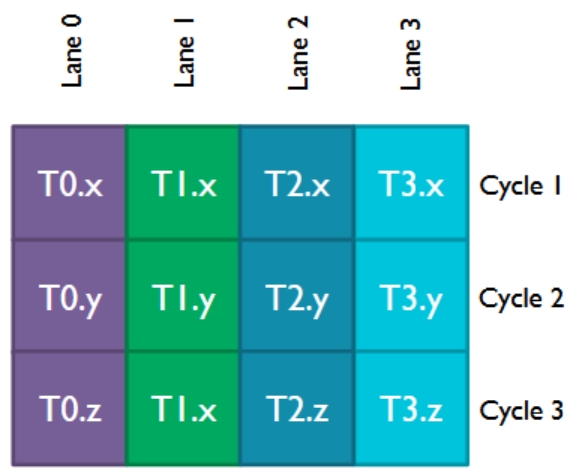 Lane 0 Lane 1 Lane 2 Lane 3
T0.x T1.x T2.x T3.x Cycle 1
T0.y T1.y T2.y T3.y Cycle 2
T0.z T1.x T2.z T3.z Cycle 3